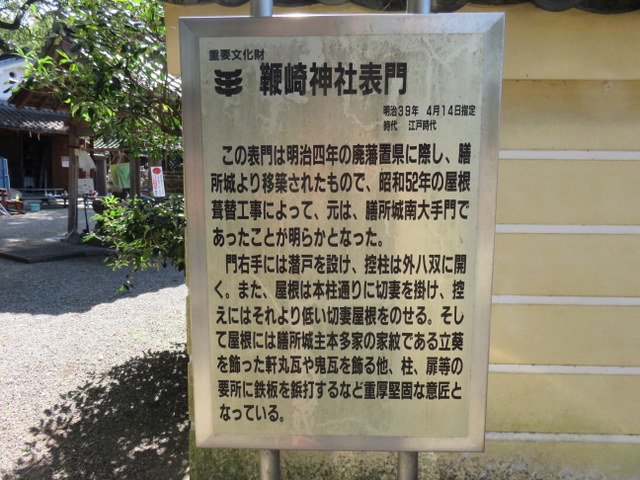 重要文化財
鞭崎神社表門
明治39年 4月14日指定
時代 江戸時代
この表門は明治四年の廃藩置県に際し、膳
所城より移築されたもので、昭和52年の屋根
葺替工事によって、元は、膳所城南大手門で
あったことが明らかとなった。
門右手には潜戸を設け、控柱は外八双に開
く。また、屋根は本柱通りに切妻を掛け、控
えにはそれより低い切妻屋根をのせる。そし
て屋根には膳所城主本多家の家紋である立葵
を飾った軒丸瓦や鬼瓦を飾る他、柱、扉等の
要所に鉄板を鋲打するなど重厚堅固な意匠と
なっている。